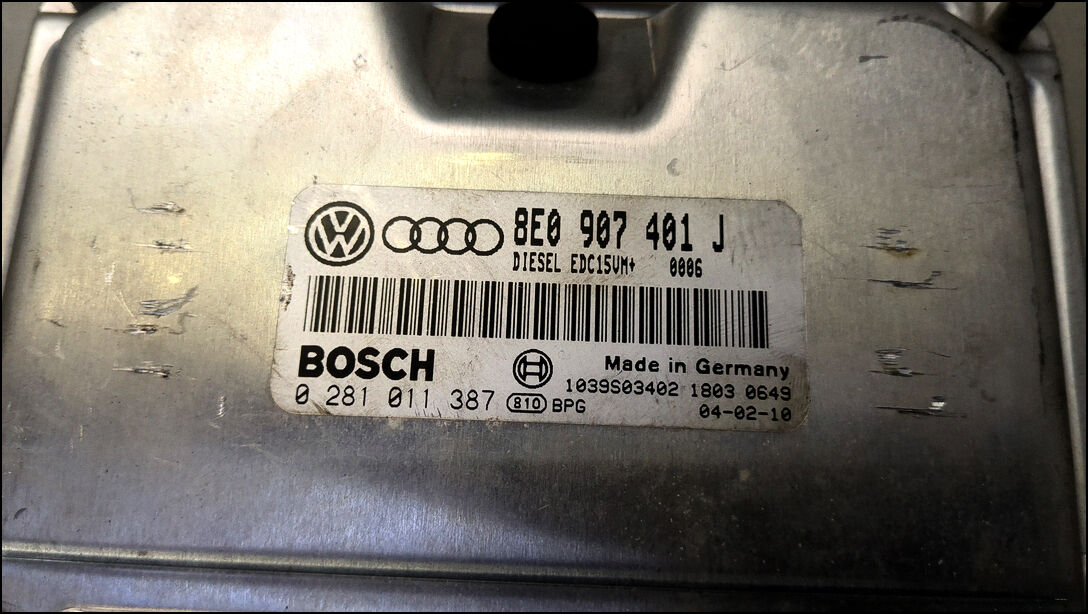 8E0 907 401 J
DIESEL EDC15VM+ 0006
BOSCH
Made in Germany
1039S03402 1803 0649
0 281 011 387 810 BPG 04-02-10